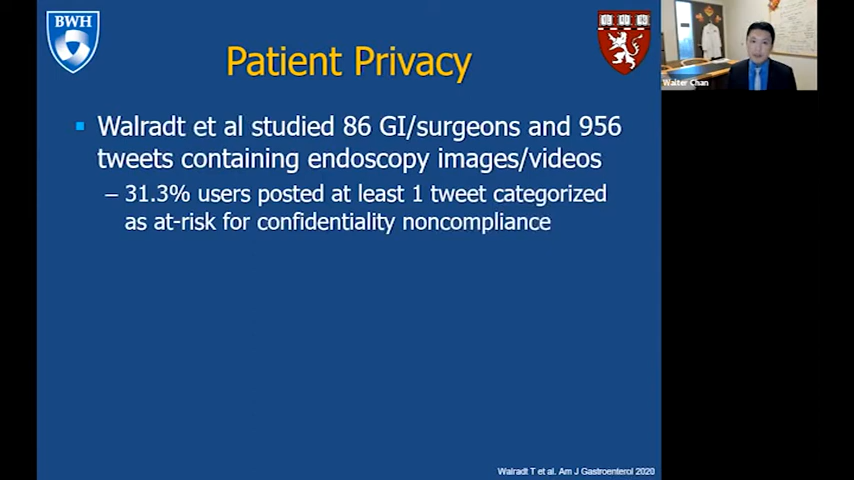 BWH
Patient Privacy
Walter Chan
Walradt et al studied 86 GI/surgeons and 956
tweets containing endoscopy images/videos
– 31.3% users posted at least 1 tweet categorized
as at-risk for confidentiality noncompliance
Walradt T et al. Am J Gastroenterol 2020